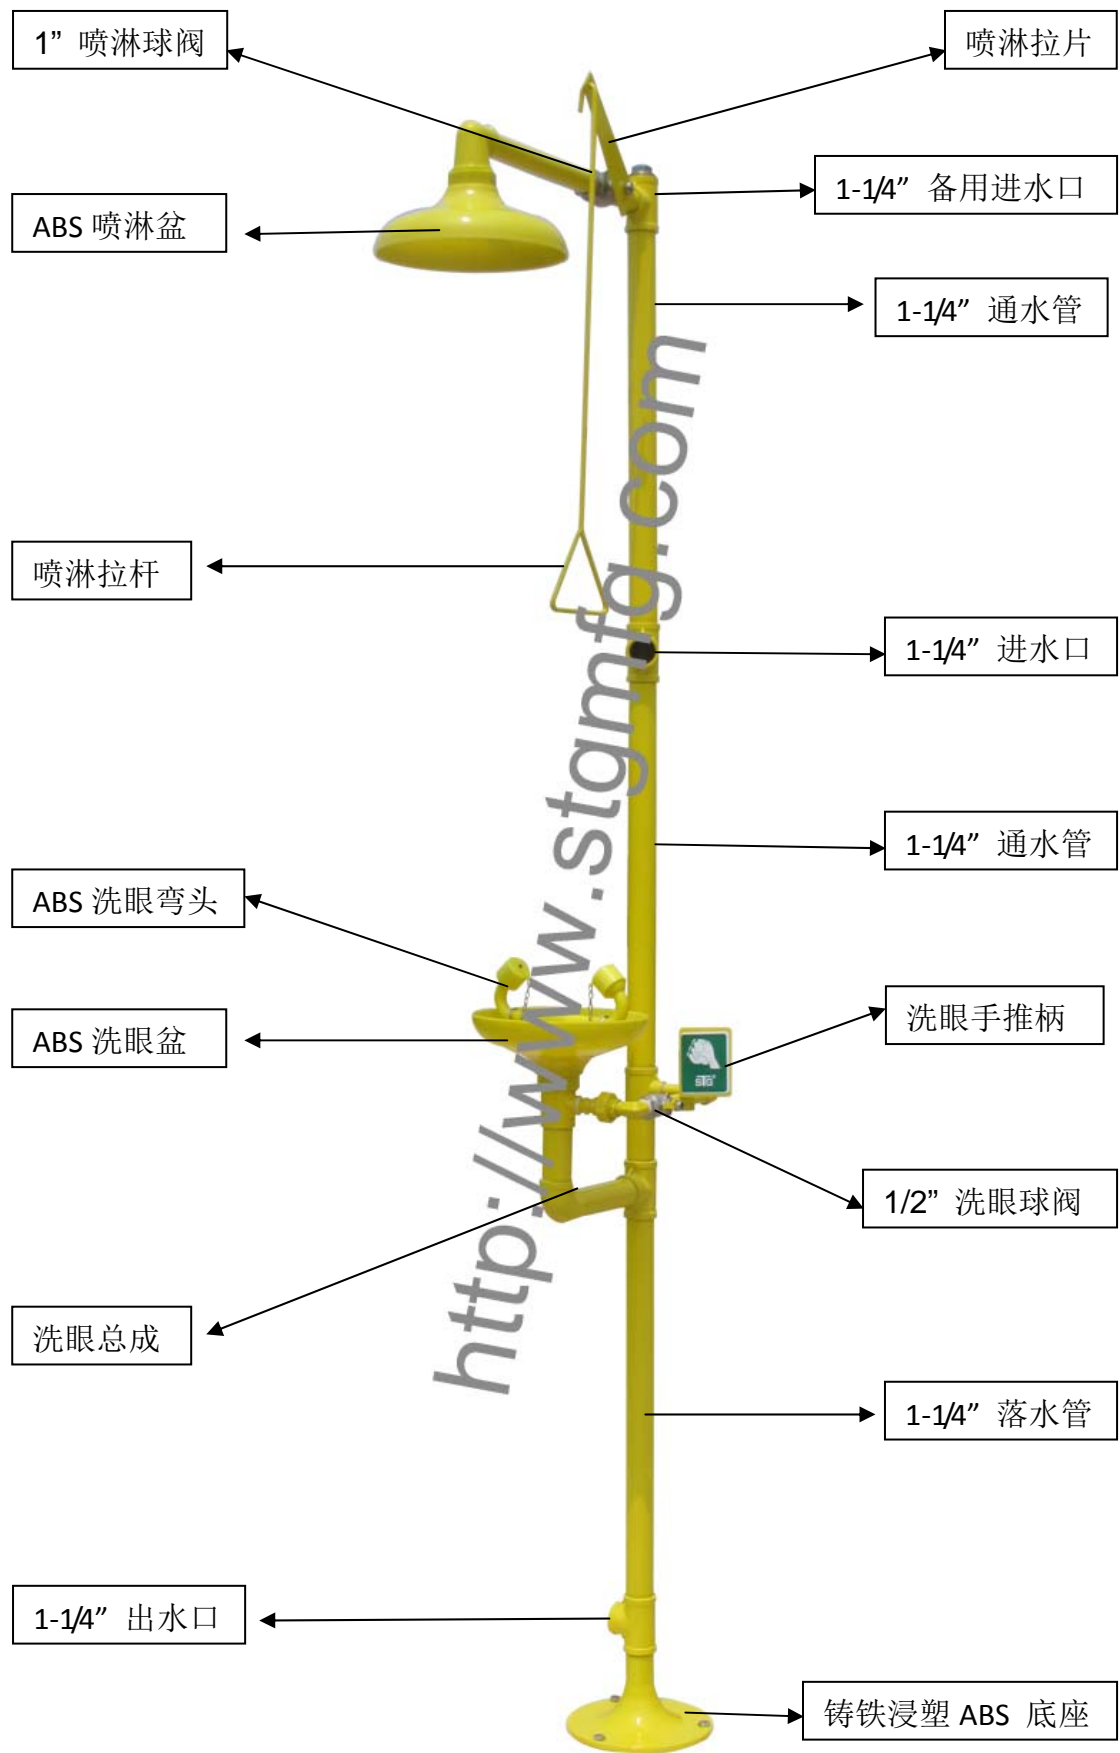 1” 喷淋球阀
喷淋拉片
1-1/4” 备用进水口
ABS 喷淋盆
1-1/4” 通水管
喷淋拉杆
1-1/4” 进水口
1-1/4” 通水管
ABS 洗眼弯头
洗眼手推柄
ABS 洗眼盆
STG
1/2” 洗眼球阀
洗眼总成
1-1/4” 落水管
1-1/4” 出水口
铸铁浸塑 ABS 底座
http://www.stgmfg.com